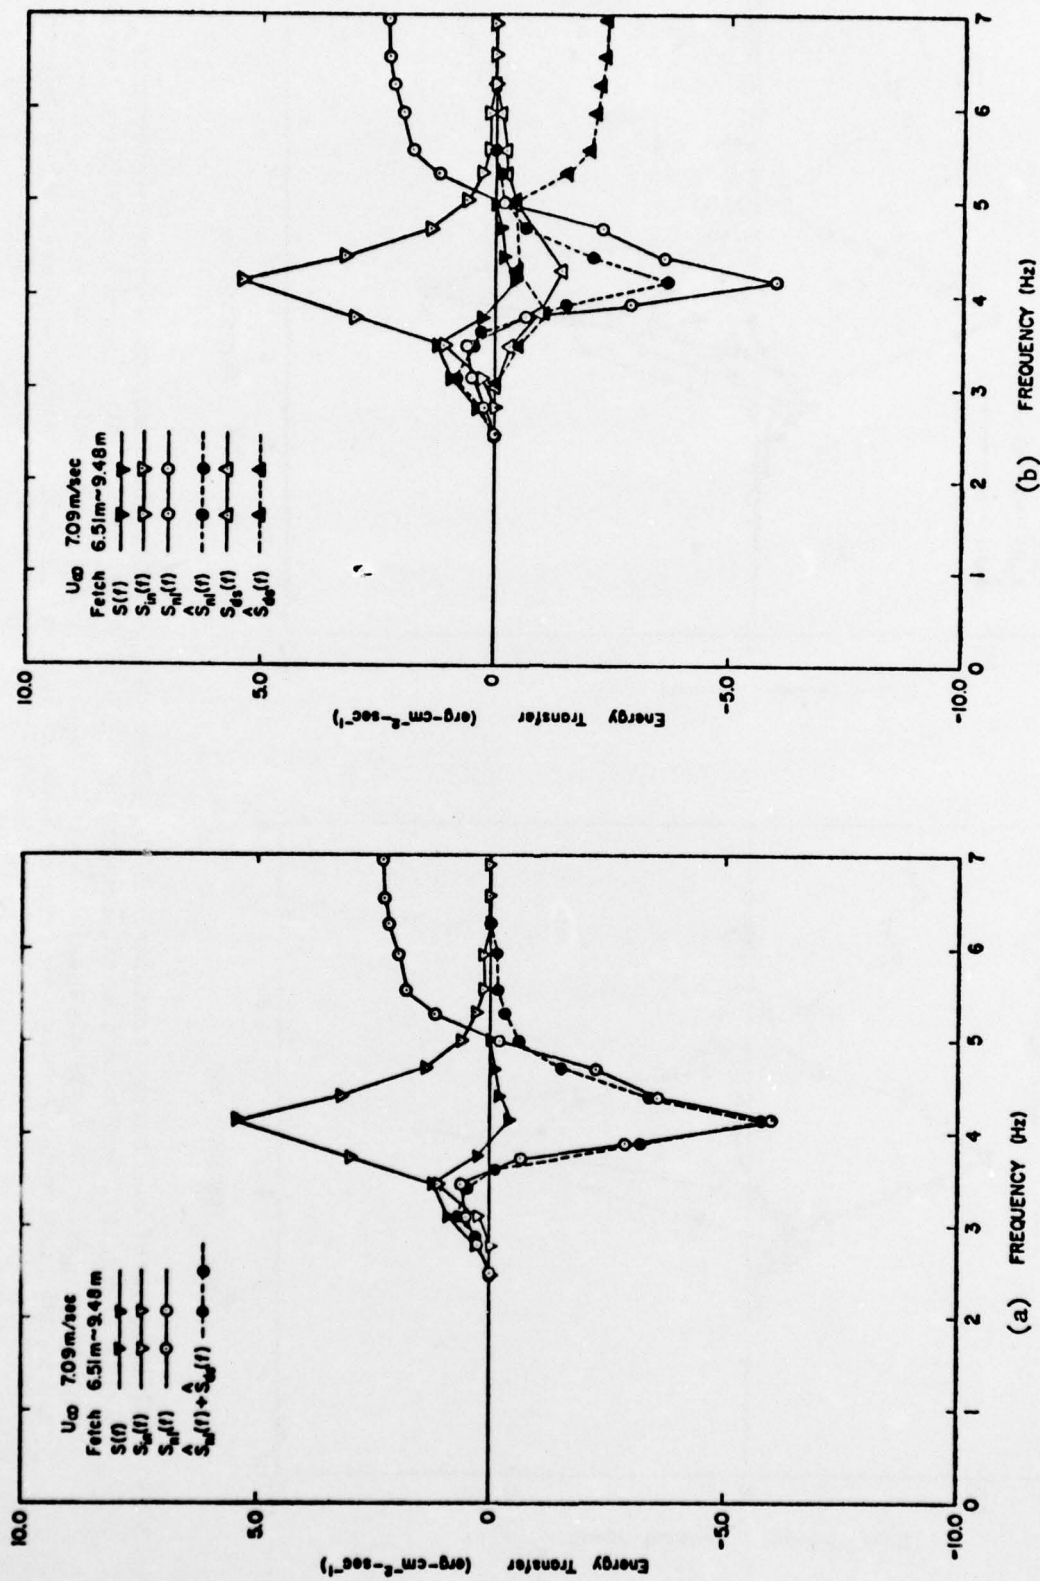 10.0
5.0
0
-5.0
-10.0
Energy Transfer
(erg-cm⁻²-sec⁻¹)
U∞ 7.09m/sec
Fetch 6.51m~9.48m
S(f)
Sin(f)
Snl(f)
Ŝnl(f) + Ŝds(f)
0 1 2 3 4 5 6 7
(a) FREQUENCY (Hz)
10.0
5.0
0
-5.0
-10.0
Energy Transfer
(erg-cm⁻²-sec⁻¹)
U∞ 7.09m/sec
Fetch 6.51m~9.48m
S(f)
Sin(f)
Snl(f)
Ŝnl(f)
Sds(f)
Ŝds(f)
0 1 2 3 4 5 6 7
(b) FREQUENCY (Hz)